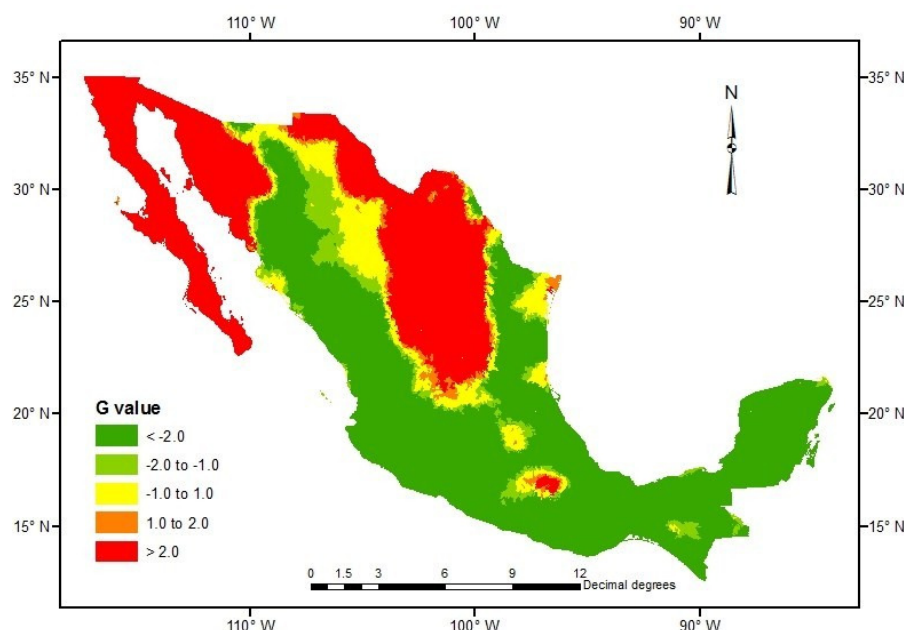 110° W 100° W 90° W
35° N 35° N
N
30° N 30° N
25° N 25° N
20° N 20° N
G value
< -2.0
-2.0 to -1.0
-1.0 to 1.0
1.0 to 2.0
> 2.0
15° N 15° N
0 1.5 3 6 9 12
Decimal degrees
110° W 100° W 90° W